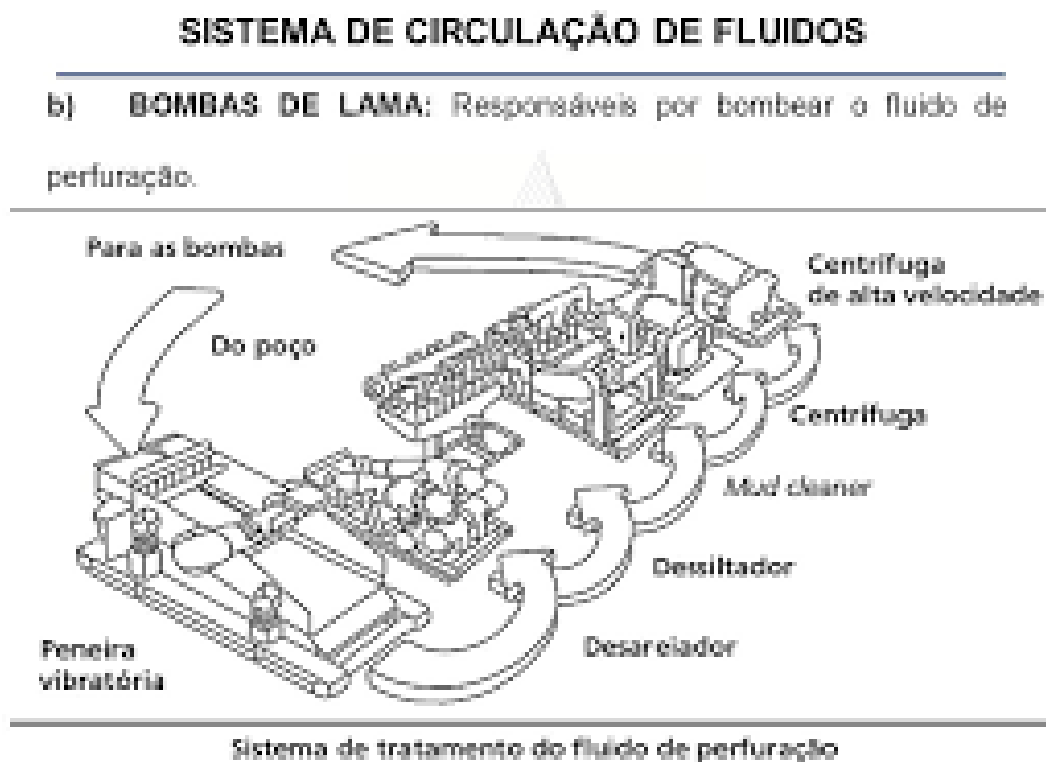 SISTEMA DE CIRCULAÇÃO DE FLUIDOS
b) BOMBAS DE LAMA: Responsáveis por bombear o fluido de
perfuração.
Para as bombas
Do poço
Centrífuga
de alta velocidade
Centrífuga
Mud cleaner
Dessiltador
Desareiador
Peneira
vibratória
Sistema de tratamento do fluido de perfuração